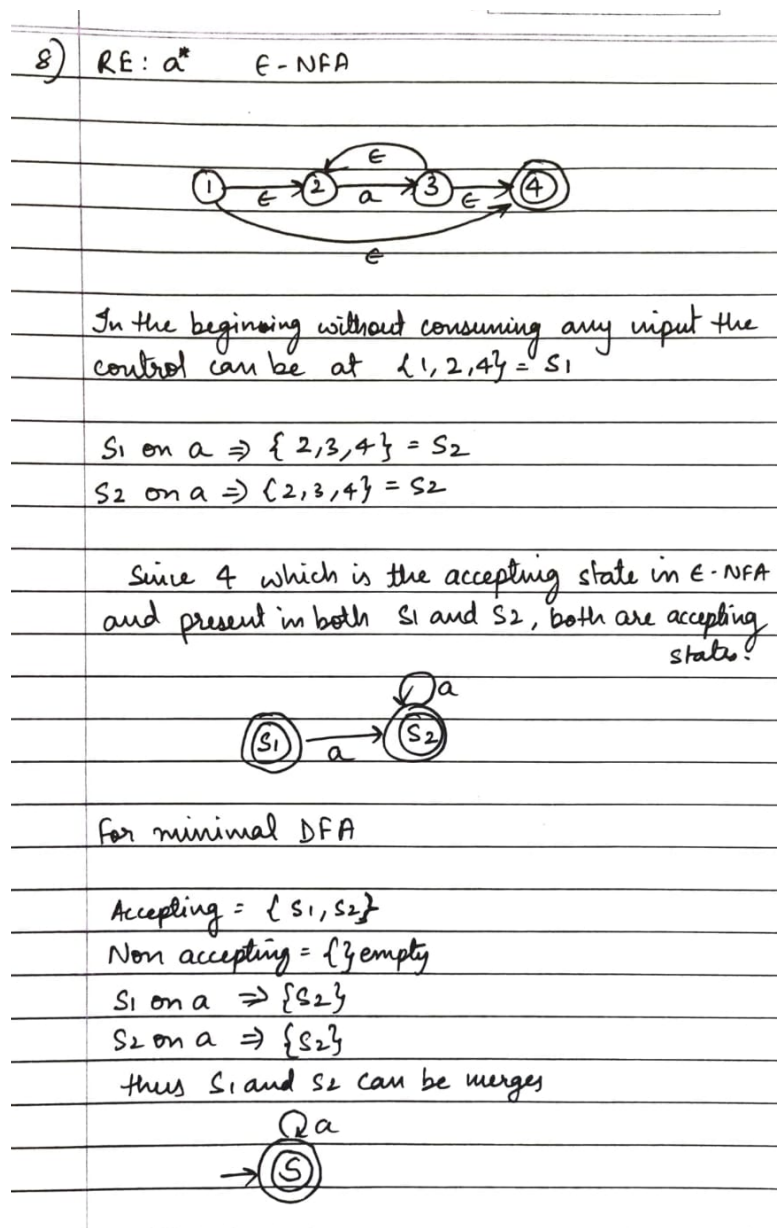 8) RE: a* ε-NFA
ε
1 ε 2 a 3 ε 4
ε
In the begining without consuming any input the
control can be at {1,2,4} = S1
S1 on a ⇒ {2,3,4} = S2
S2 on a ⇒ {2,3,4} = S2
Since 4 which is the accepting state in ε-NFA
and present in both S1 and S2, both are accepting
states.
a
S1 a S2
for minimal DFA
Accepting = {S1, S2}
Non accepting = {} empty
S1 on a ⇒ {S2}
S2 on a ⇒ {S2}
thus S1 and S2 can be merges
a
S